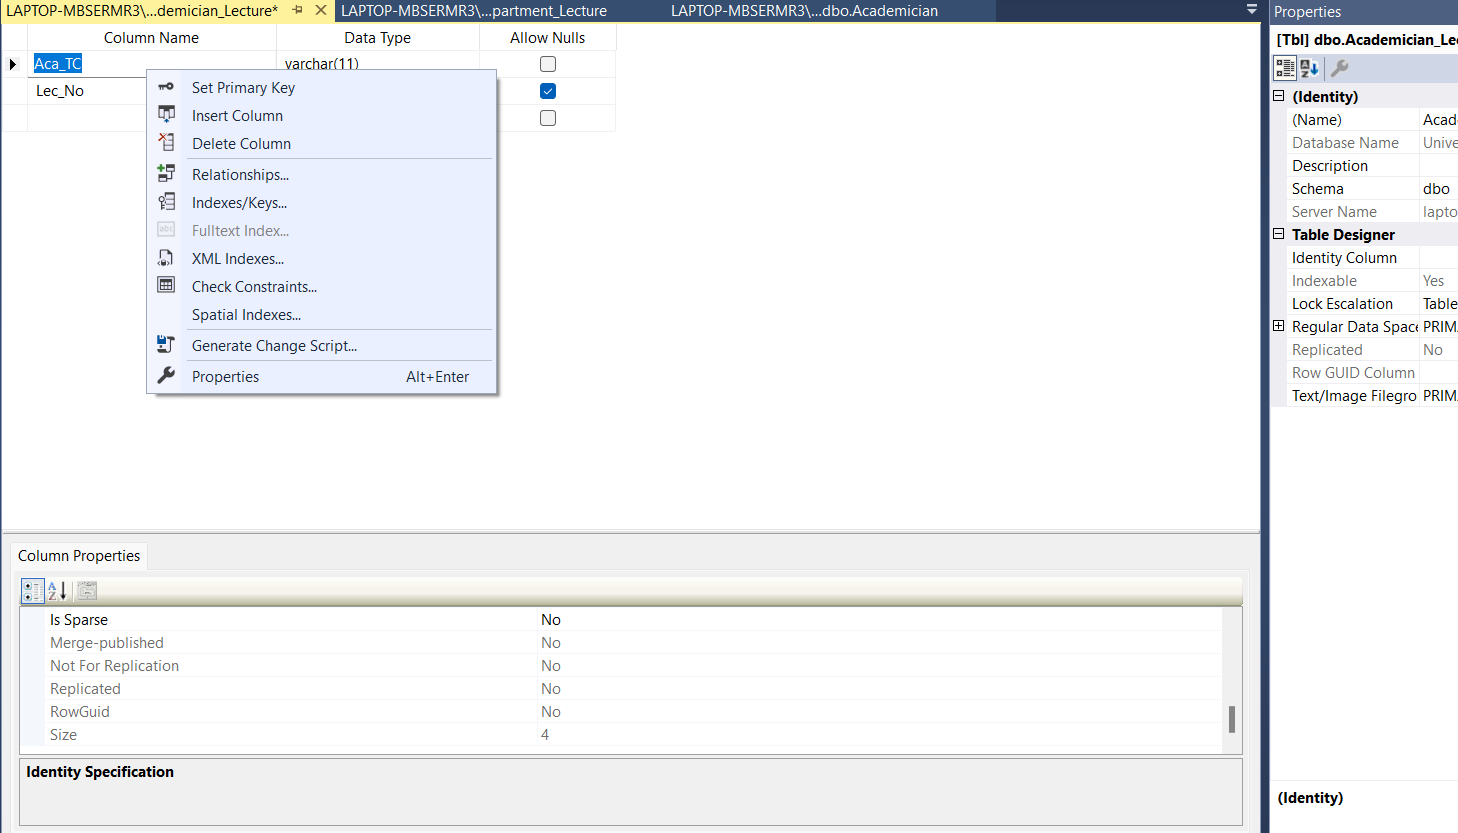 LAPTOP-MBSERMR3\...demician_Lecture*
LAPTOP-MBSERMR3\...partment_Lecture
LAPTOP-MBSERMR3\...dbo.Academician
Column Name Data Type Allow Nulls
Aca_TC varchar(11)
Lec_No
Set Primary Key
Insert Column
Delete Column
Relationships...
Indexes/Keys...
Fulltext Index...
XML Indexes...
Check Constraints...
Spatial Indexes...
Generate Change Script...
Properties Alt+Enter
Column Properties
Is Sparse No
Merge-published No
Not For Replication No
Replicated No
RowGuid No
Size 4
Identity Specification
Properties
[Tbl] dbo.Academician_Le
(Identity)
(Name) Acad
Database Name Unive
Description
Schema dbo
Server Name lapto
Table Designer
Identity Column
Indexable Yes
Lock Escalation Table
Regular Data Space PRIM
Replicated No
Row GUID Column
Text/Image Filegro PRIM
(Identity)